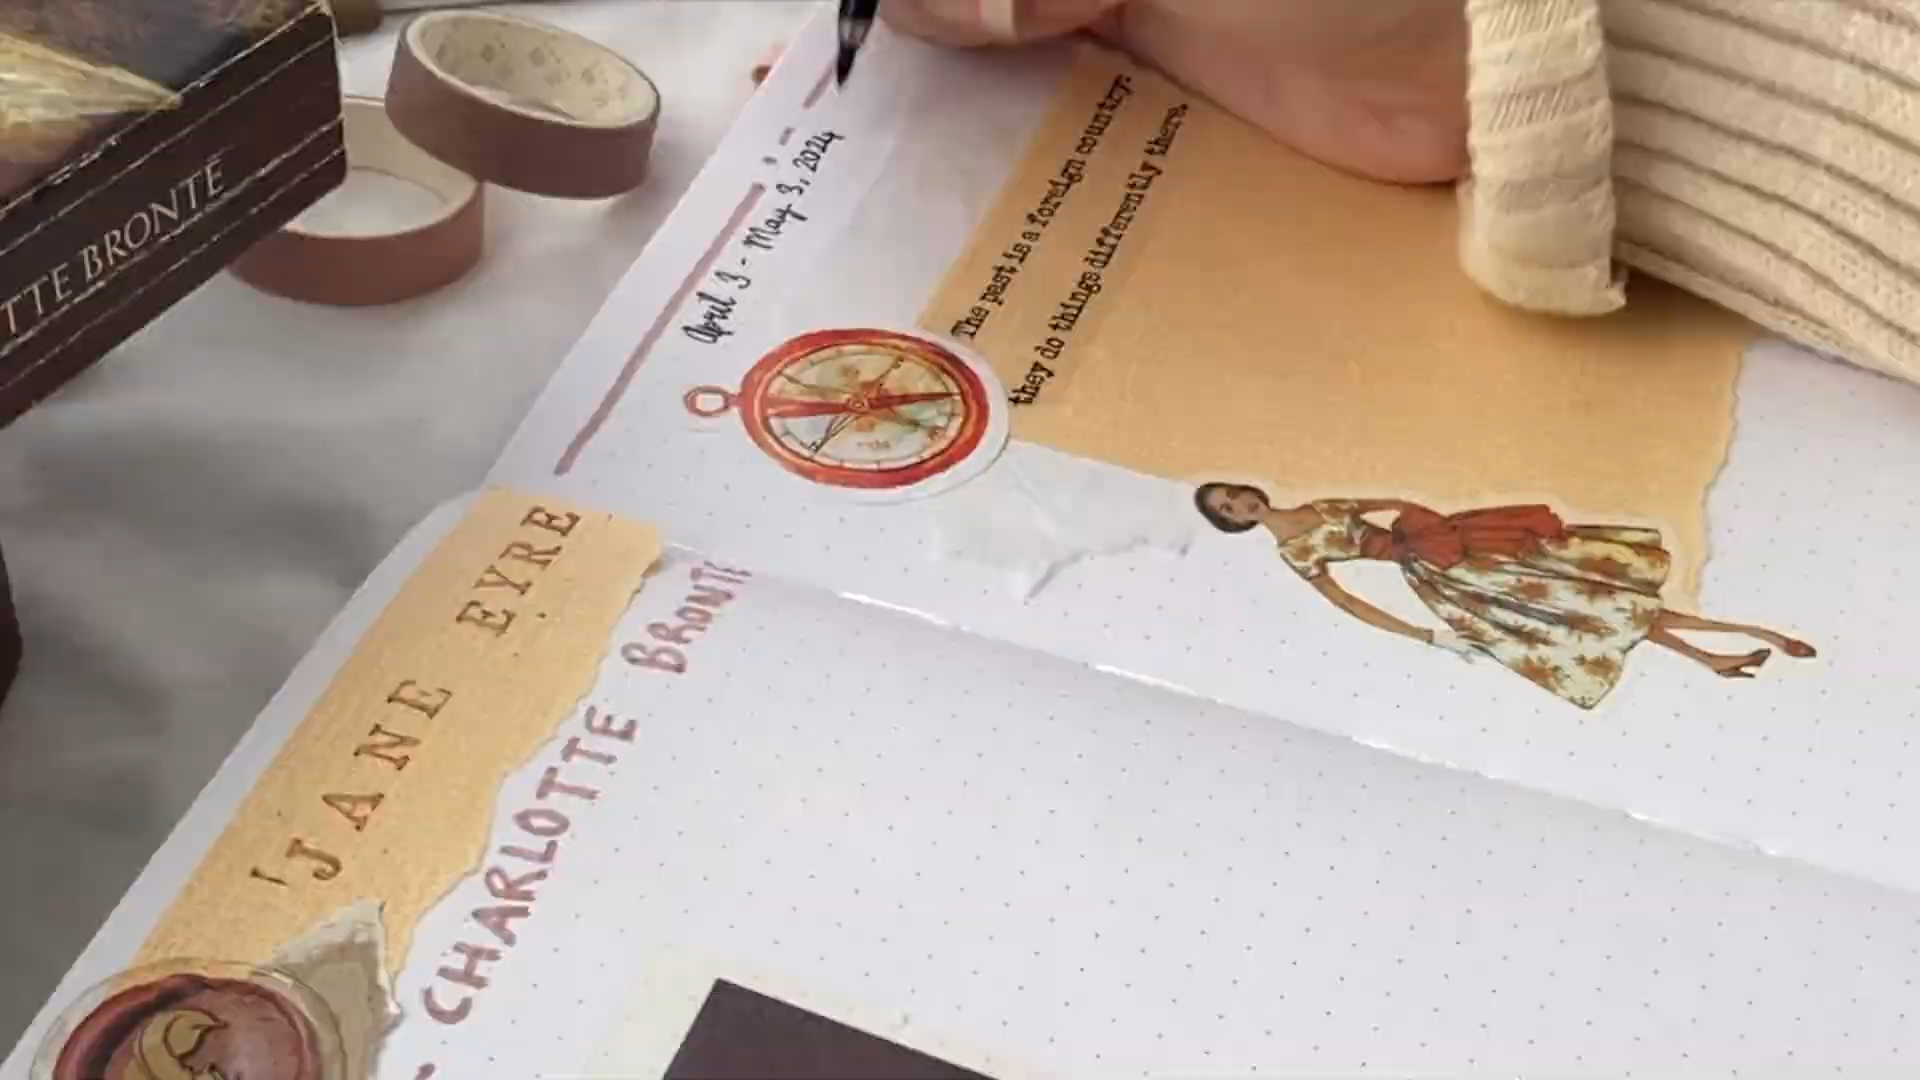 TTE BRONTË
JANE EYRE
- CHARLOTTE BRONTË
April 3 - May 3, 2024
The past is a foreign country:
they do things differently there.